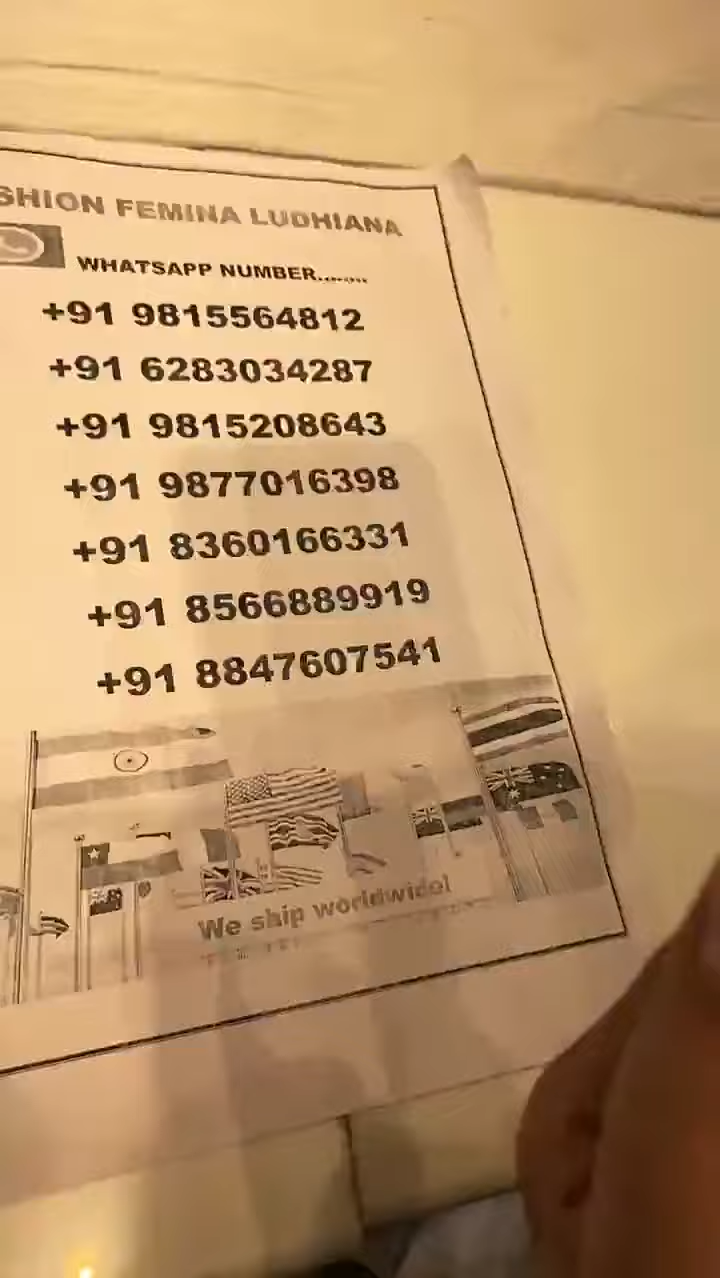 SHION FEMINA LUDHIANA
WHATSAPP NUMBER........
+91 9815564812
+91 6283034287
+91 9815208643
+91 9877016398
+91 8360166331
+91 8566889919
+91 8847607541
We ship worldwide!